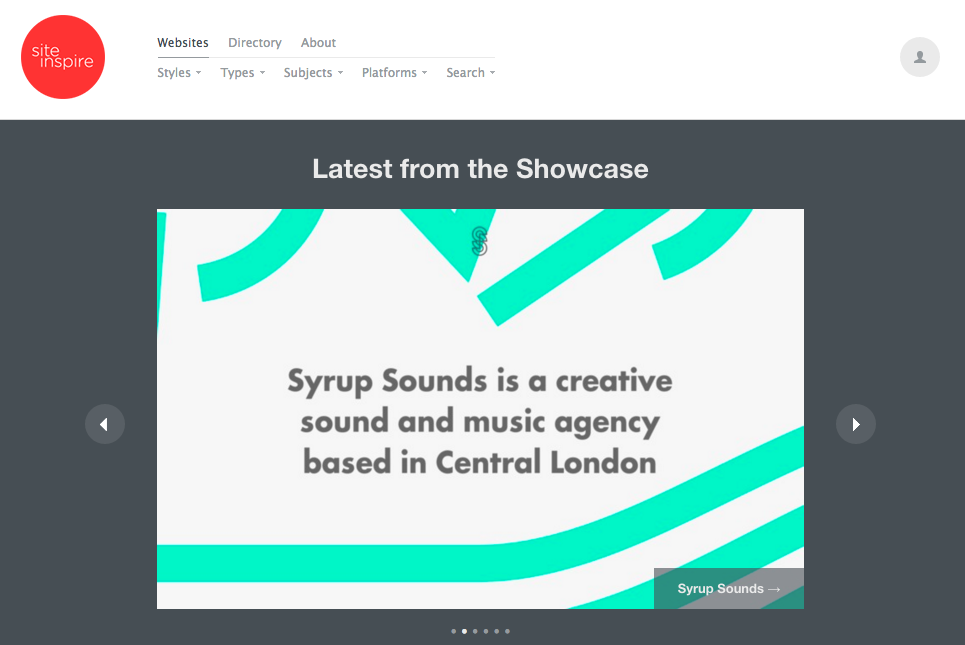 site
inspire
Websites Directory About
Styles Types Subjects Platforms Search
Latest from the Showcase
Syrup Sounds is a creative
sound and music agency
based in Central London
Syrup Sounds →